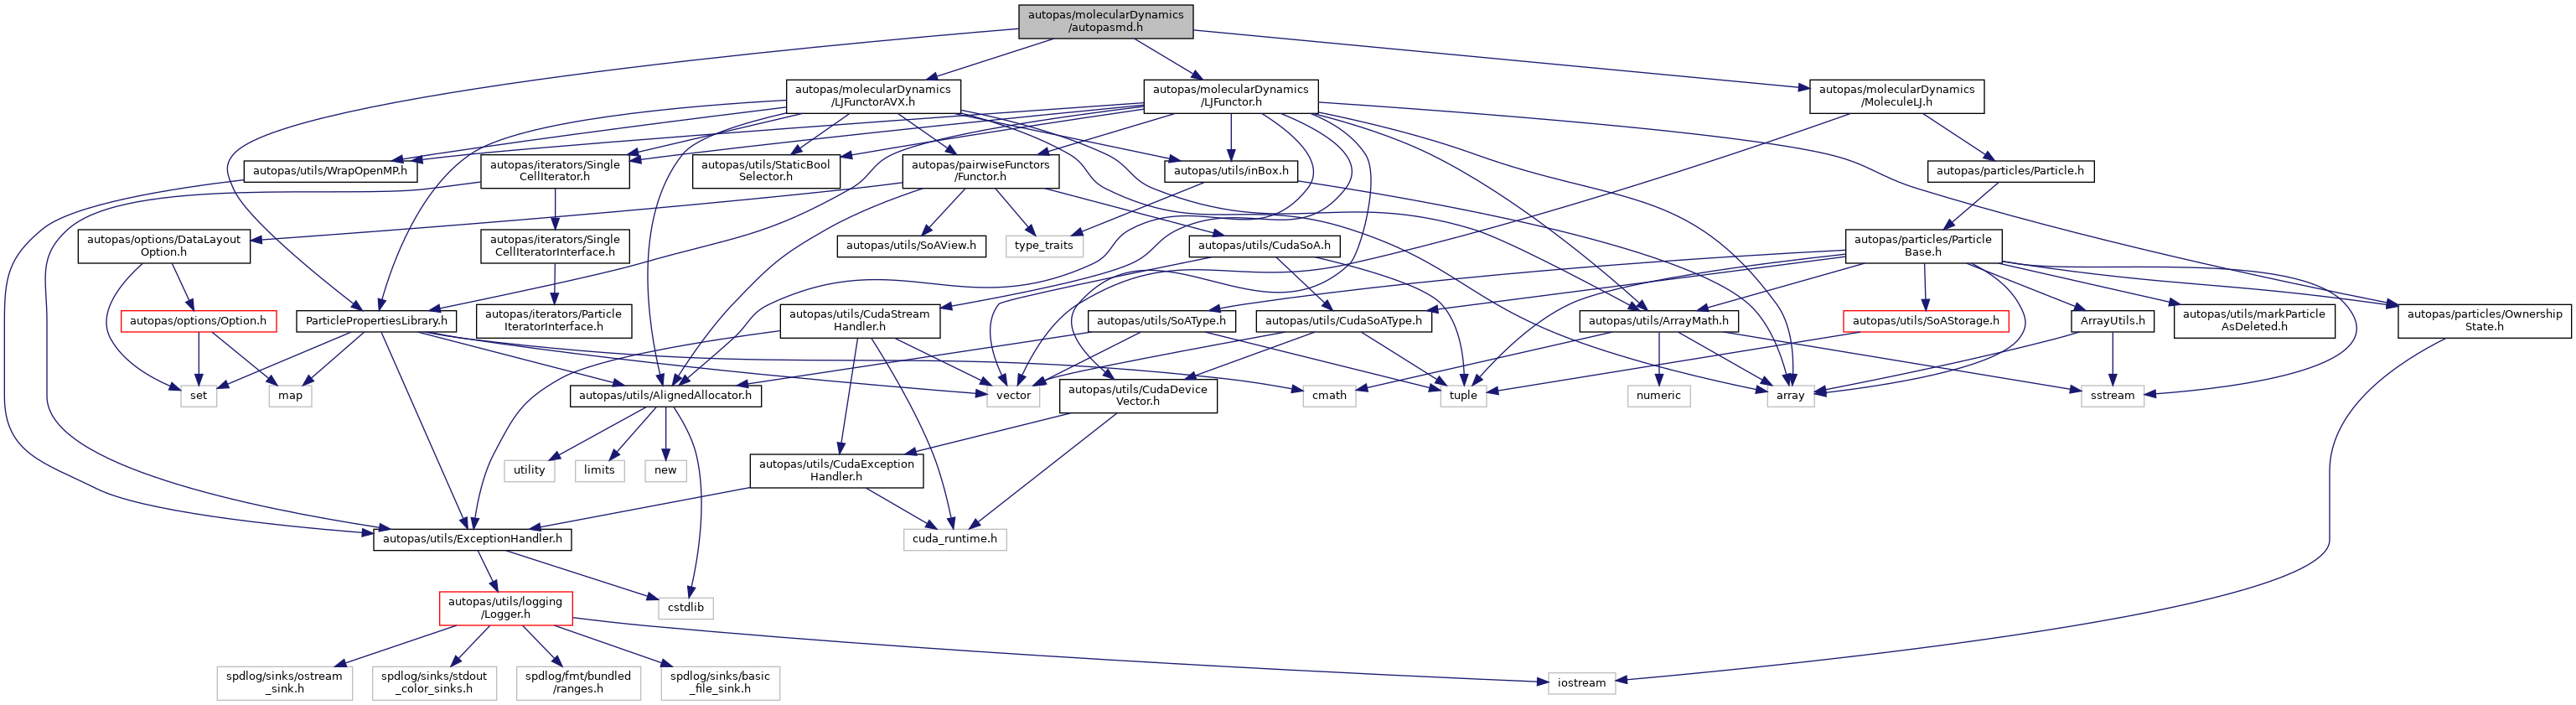 autopas/molecularDynamics
/autopasmd.h
autopas/molecularDynamics
/LJFunctorAVX.h
autopas/molecularDynamics
/LJFunctor.h
autopas/molecularDynamics
/MoleculeLJ.h
autopas/utils/WrapOpenMP.h
autopas/iterators/Single
CellIterator.h
autopas/utils/StaticBool
Selector.h
autopas/pairwiseFunctors
/Functor.h
autopas/utils/inBox.h
autopas/particles/Particle.h
autopas/options/DataLayout
Option.h
autopas/iterators/Single
CellIteratorInterface.h
autopas/utils/SoAView.h
type_traits
autopas/utils/CudaSoA.h
autopas/particles/Particle
Base.h
autopas/options/Option.h
ParticlePropertiesLibrary.h
autopas/iterators/Particle
IteratorInterface.h
autopas/utils/CudaStream
Handler.h
autopas/utils/SoAType.h
autopas/utils/CudaSoAType.h
autopas/utils/ArrayMath.h
autopas/utils/SoAStorage.h
ArrayUtils.h
autopas/utils/markParticle
AsDeleted.h
autopas/particles/Ownership
State.h
set
map
autopas/utils/AlignedAllocator.h
vector
autopas/utils/CudaDevice
Vector.h
cmath
tuple
numeric
array
sstream
utility
limits
new
autopas/utils/CudaException
Handler.h
autopas/utils/ExceptionHandler.h
cuda_runtime.h
autopas/utils/logging
/Logger.h
cstdlib
spdlog/sinks/ostream
_sink.h
spdlog/sinks/stdout
_color_sinks.h
spdlog/fmt/bundled
/ranges.h
spdlog/sinks/basic
_file_sink.h
iostream